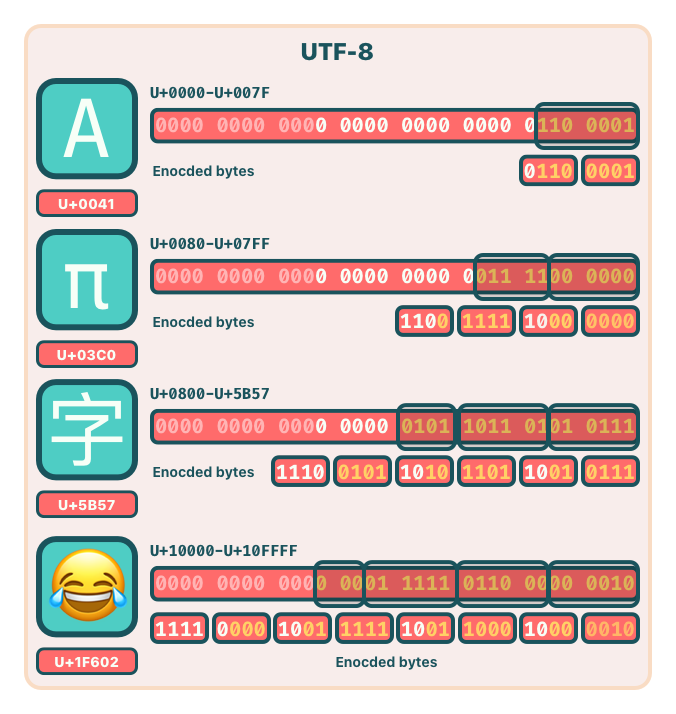 UTF-8
A
U+0000-U+007F
0000 0000 0000 0000 0000 0000 0110 0001
Enocded bytes
0110 0001
U+0041
π
U+0080-U+07FF
0000 0000 0000 0000 0000 0011 1100 0000
Enocded bytes
1100 1111 1000 0000
U+03C0
字
U+0800-U+5B57
0000 0000 0000 0000 0101 1011 0101 0111
Enocded bytes
1110 0101 1010 1101 1001 0111
U+5B57
U+10000-U+10FFFF
0000 0000 0000 0001 1111 0110 0000 0010
1111 0000 1001 1111 1001 1000 1000 0010
U+1F602
Enocded bytes